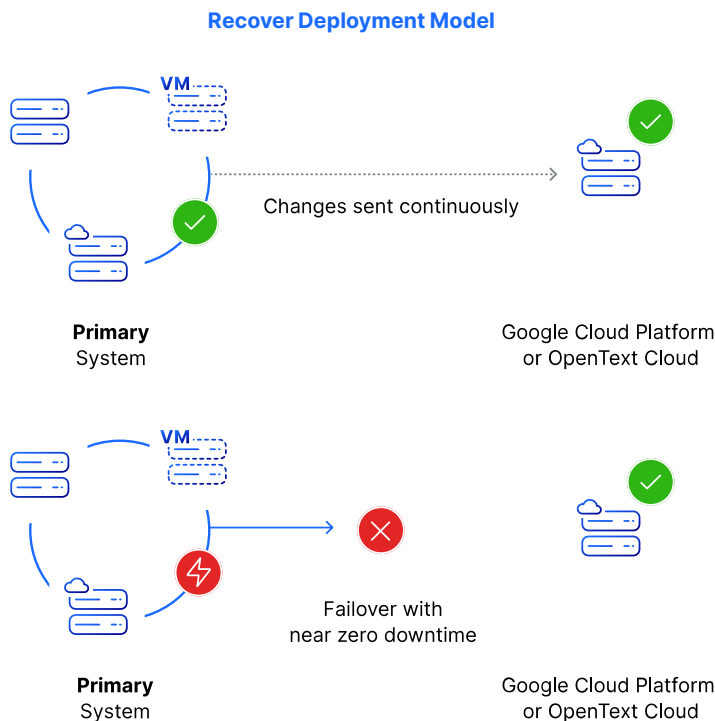 Recover Deployment Model
VM
Changes sent continuously
Primary
System
Google Cloud Platform
or OpenText Cloud
VM
Failover with
near zero downtime
Primary
System
Google Cloud Platform
or OpenText Cloud